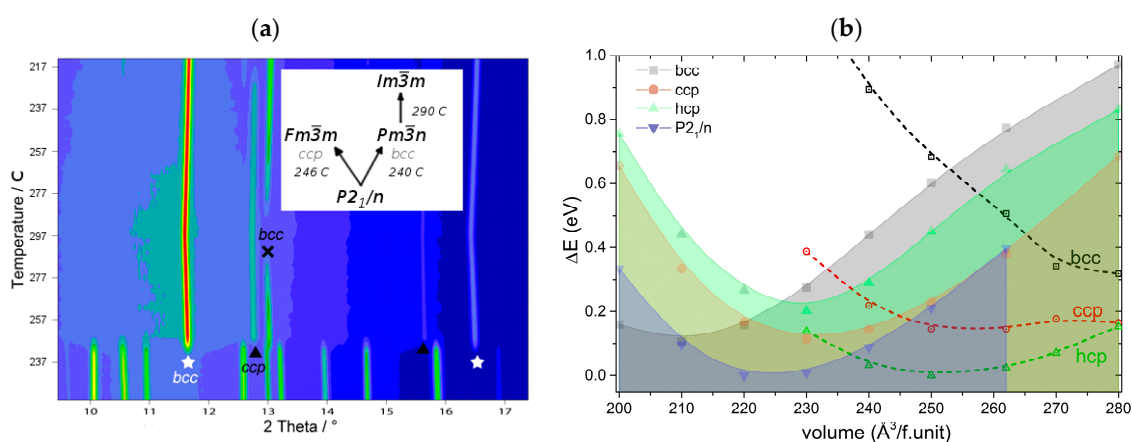 (a)
Temperature / C
217
237
257
277
297
277
257
237
10
11
12
13
14
15
16
17
2 Theta / °
Im3̅m
290 C
Fm3̅m Pm3̅n
ccp bcc
246 C 240 C
P2₁/n
bcc
bcc
ccp
(b)
ΔE (eV)
1.0
0.8
0.6
0.4
0.2
0.0
bcc
ccp
hcp
P2₁/n
bcc
ccp
hcp
200 210 220 230 240 250 260 270 280
volume (Å³/f.unit)